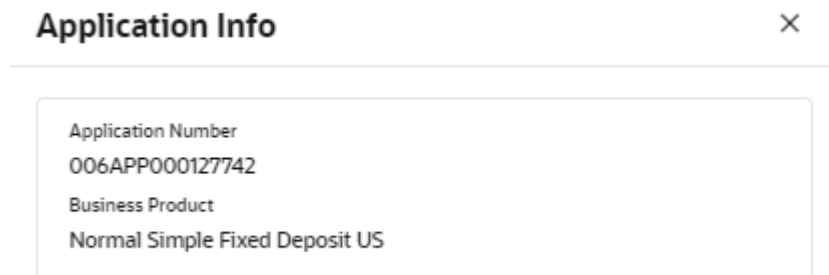 Application Info
Application Number
006APP000127742
Business Product
Normal Simple Fixed Deposit US